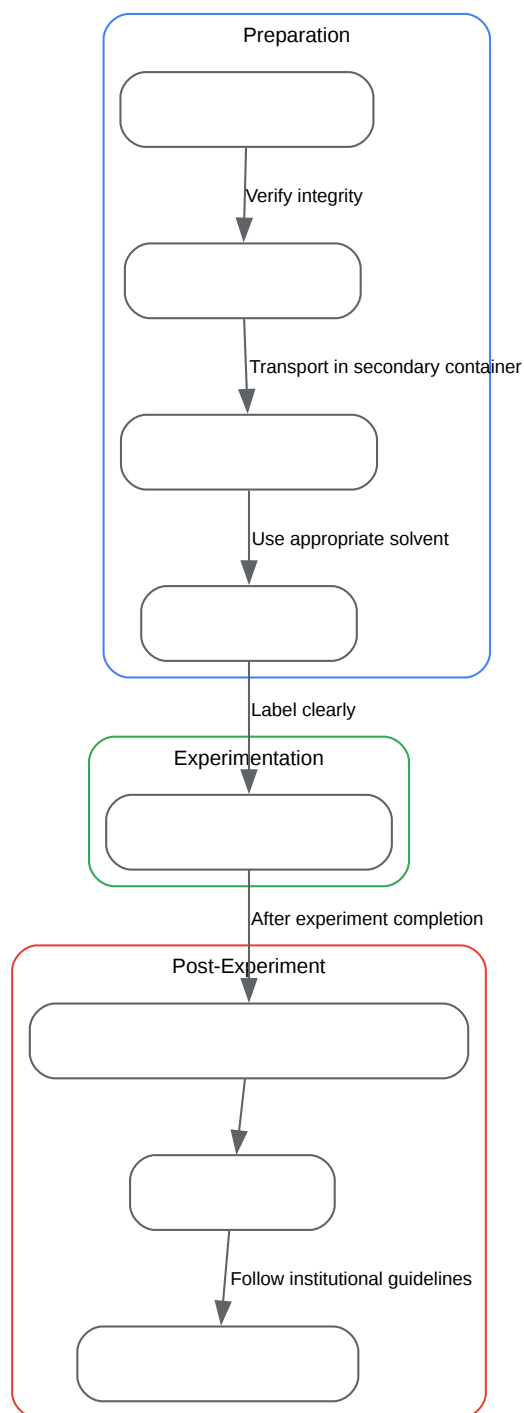 Preparation
Verify integrity
Transport in secondary container
Use appropriate solvent
Label clearly
Experimentation
After experiment completion
Post-Experiment
Follow institutional guidelines